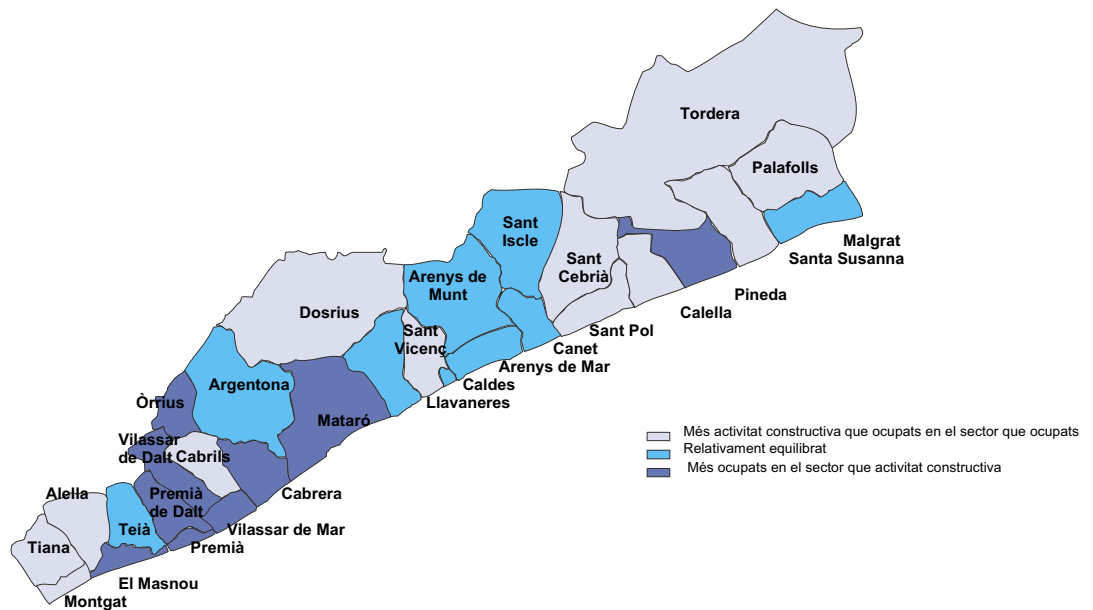 Tordera
Palafolls
Malgrat
Santa Susanna
Pineda
Calella
Sant
Iscle
Sant
Cebrià
Sant Pol
Canet
Arenys de Mar
Arenys de
Munt
Caldes
Llavaneres
Sant
Vicenç
Dosrius
Argentona
Mataró
Òrrius
Vilassar
de Dalt
Cabrils
Cabrera
Vilassar de Mar
Premià
de Dalt
Premià
Alella
Teià
Tiana
El Masnou
Montgat
Més activitat constructiva que ocupats en el sector que ocupats
Relativament equilibrat
Més ocupats en el sector que activitat constructiva